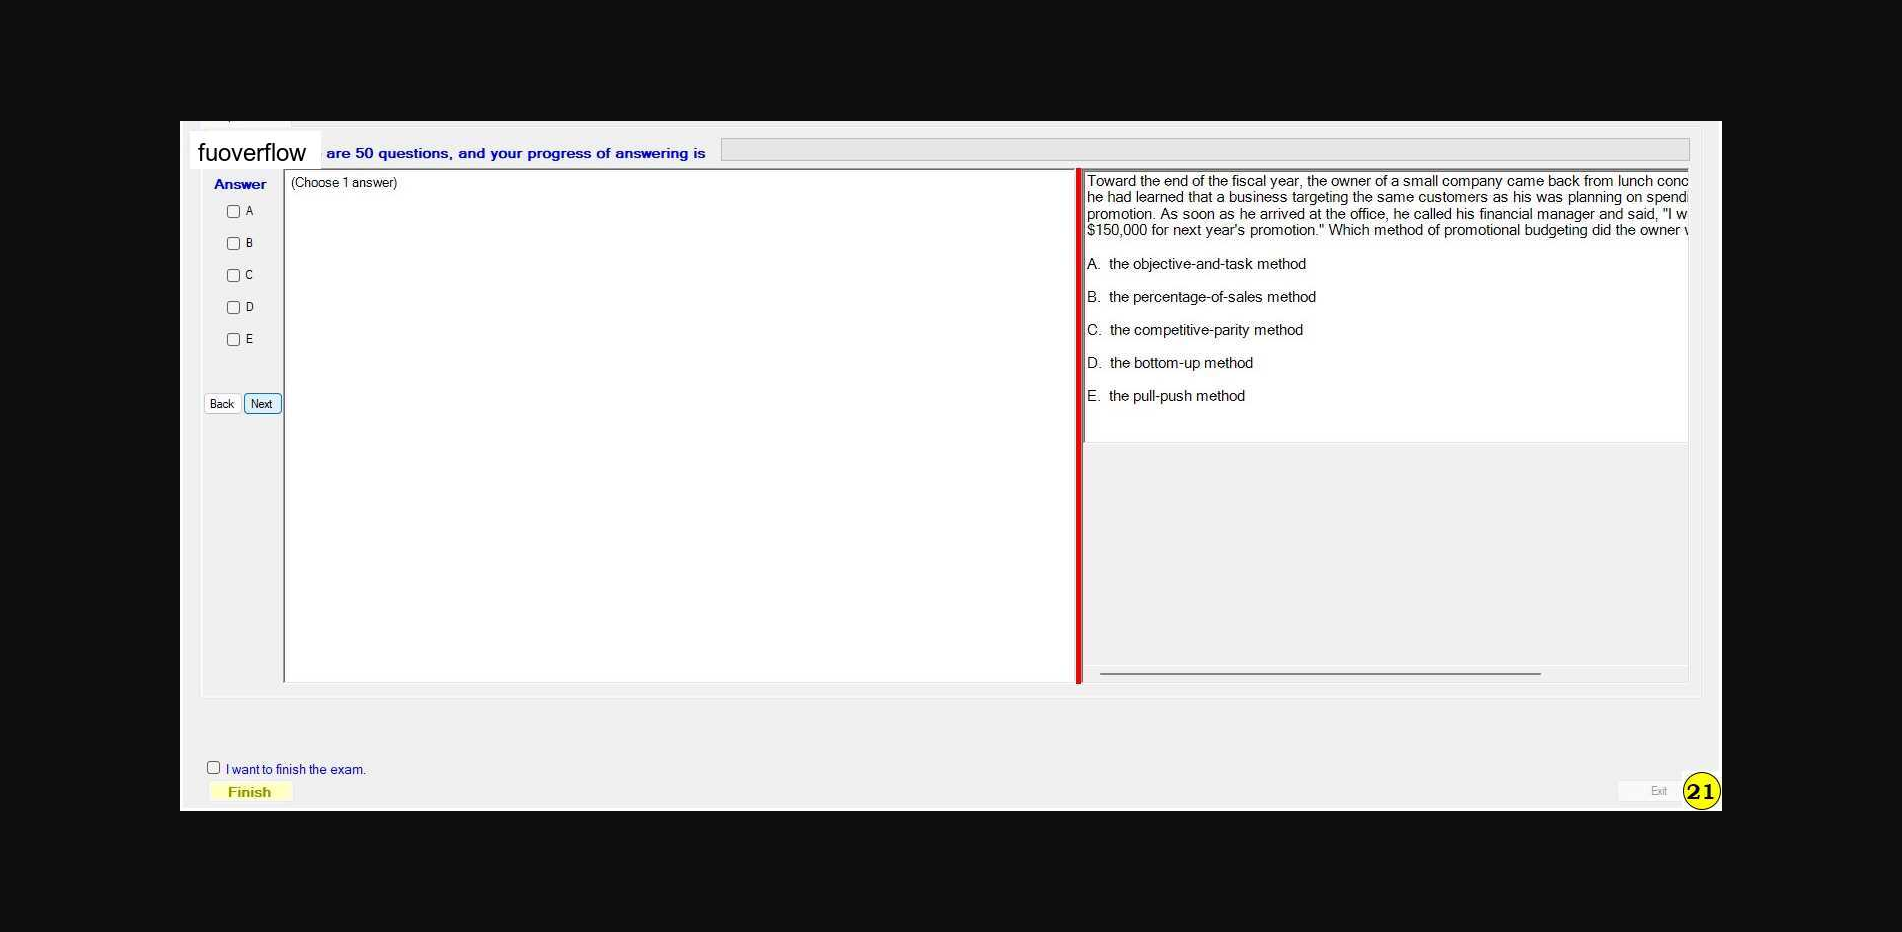 fuoverflow are 50 questions, and your progress of answering is
Answer
A
B
C
D
E
Back Next
(Choose 1 answer)
Toward the end of the fiscal year, the owner of a small company came back from lunch conc
he had learned that a business targeting the same customers as his was planning on spendi
promotion. As soon as he arrived at the office, he called his financial manager and said, "I w
$150,000 for next year's promotion." Which method of promotional budgeting did the owner
A. the objective-and-task method
B. the percentage-of-sales method
C. the competitive-parity method
D. the bottom-up method
E. the pull-push method
I want to finish the exam.
Finish
Exit
21